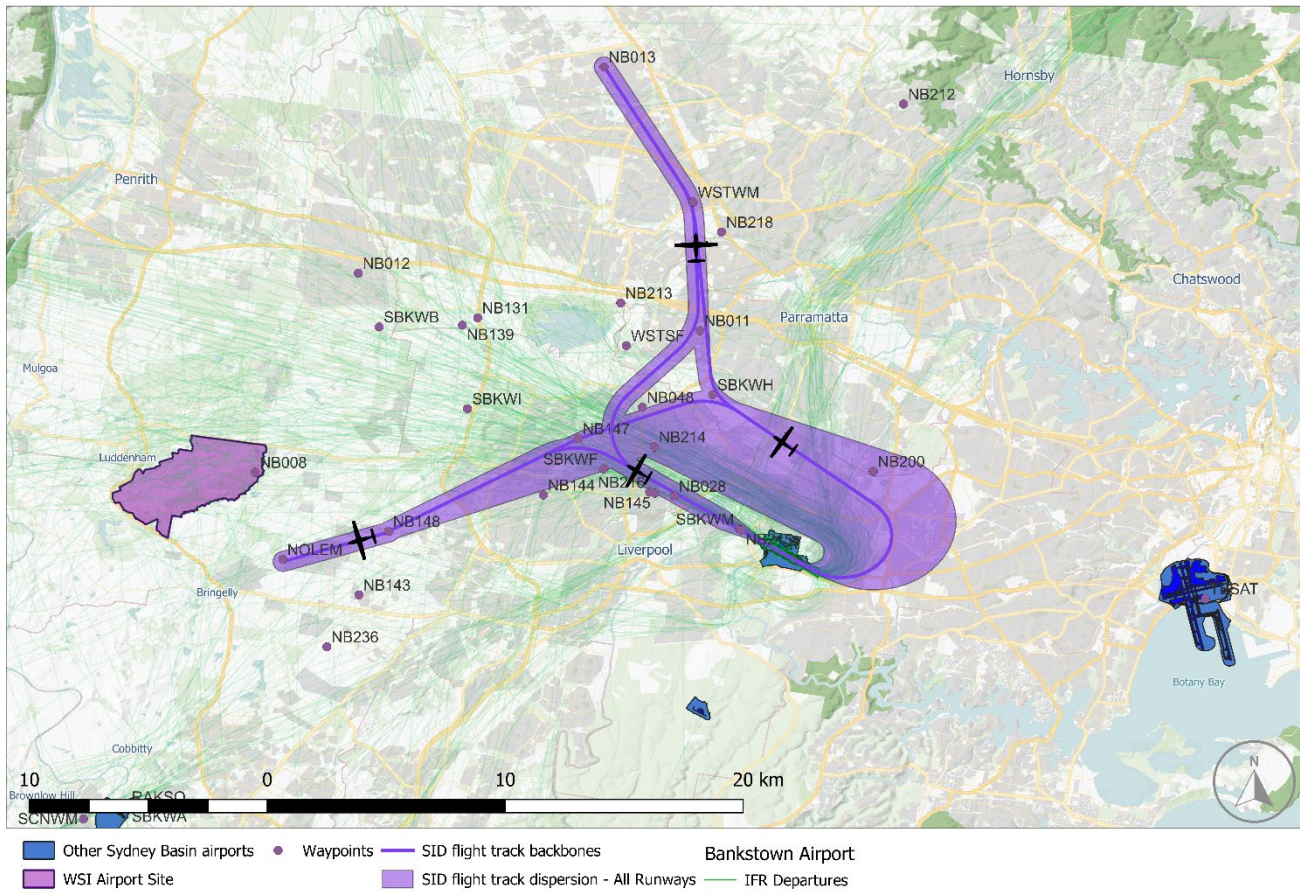 NB013
Hornsby
NB212
Penrith
WSTWM
NB218
NB012
Chatswood
NB213
NB131
Parramatta
SBKWB
NB139
NB011
WSTSF
Mulgoa
SBKWH
NB048
SBKWI
NB147
NB214
Luddenham
SBKWF
NB008
NB200
NB216
NB144
NB028
NB145
SBKWM
NB148
Liverpool
NOLEM
NB143
Bringelly
NB236
Botany Bay
Cobbitty
10 0 10 20 km
N
Brownlow Hill
RAKSO
SCNWM
SBKWA
Other Sydney Basin airports
Waypoints
SID flight track backbones
Bankstown Airport
WSI Airport Site
SID flight track dispersion - All Runways
IFR Departures